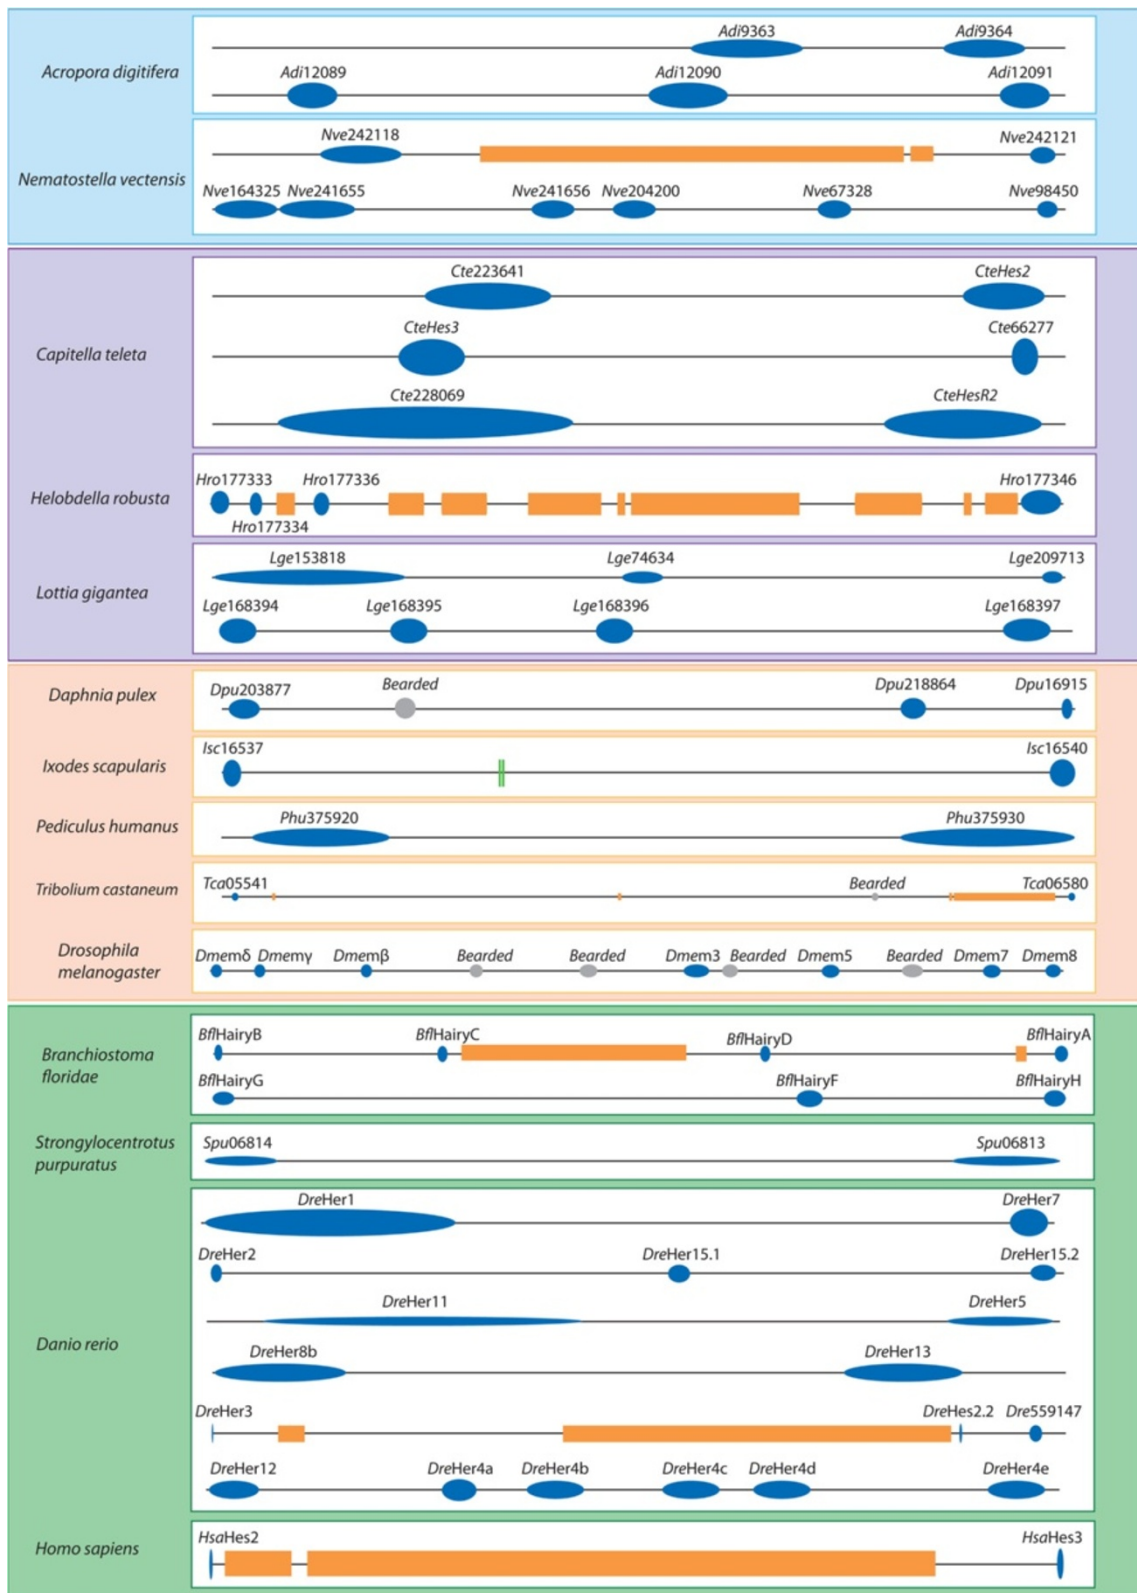 Adi9363 Adi9364
Acropora digitifera
Adi12089 Adi12090 Adi12091
Nve242118 Nve242121
Nematostella vectensis
Nve164325 Nve241655 Nve241656 Nve204200 Nve67328 Nve98450
Cte223641 CteHes2
Capitella teleta
CteHes3 Cte66277
Cte228069 CteHesR2
Helobdella robusta
Hro177333 Hro177336 Hro177346
Hro177334
Lottia gigantea
Lge153818 Lge74634 Lge209713
Lge168394 Lge168395 Lge168396 Lge168397
Daphnia pulex
Dpu203877 Bearded Dpu218864 Dpu16915
Ixodes scapularis
Isc16537 Isc16540
Pediculus humanus
Phu375920 Phu375930
Tribolium castaneum
Tca05541 Bearded Tca06580
Drosophila
melanogaster
Dmemδ Dmemγ Dmemβ Bearded Bearded Dmem3 Bearded Dmem5 Bearded Dmem7 Dmem8
Branchiostoma
floridae
BflHairyB BflHairyC BflHairyD BflHairyA
BflHairyG BflHairyF BflHairyH
Strongylocentrotus
purpuratus
Spu06814 Spu06813
Danio rerio
DreHer1 DreHer7
DreHer2 DreHer15.1 DreHer15.2
DreHer11 DreHer5
DreHer8b DreHer13
DreHer3 DreHes2.2 Dre559147
DreHer12 DreHer4a DreHer4b DreHer4c DreHer4d DreHer4e
Homo sapiens
HsaHes2 HsaHes3